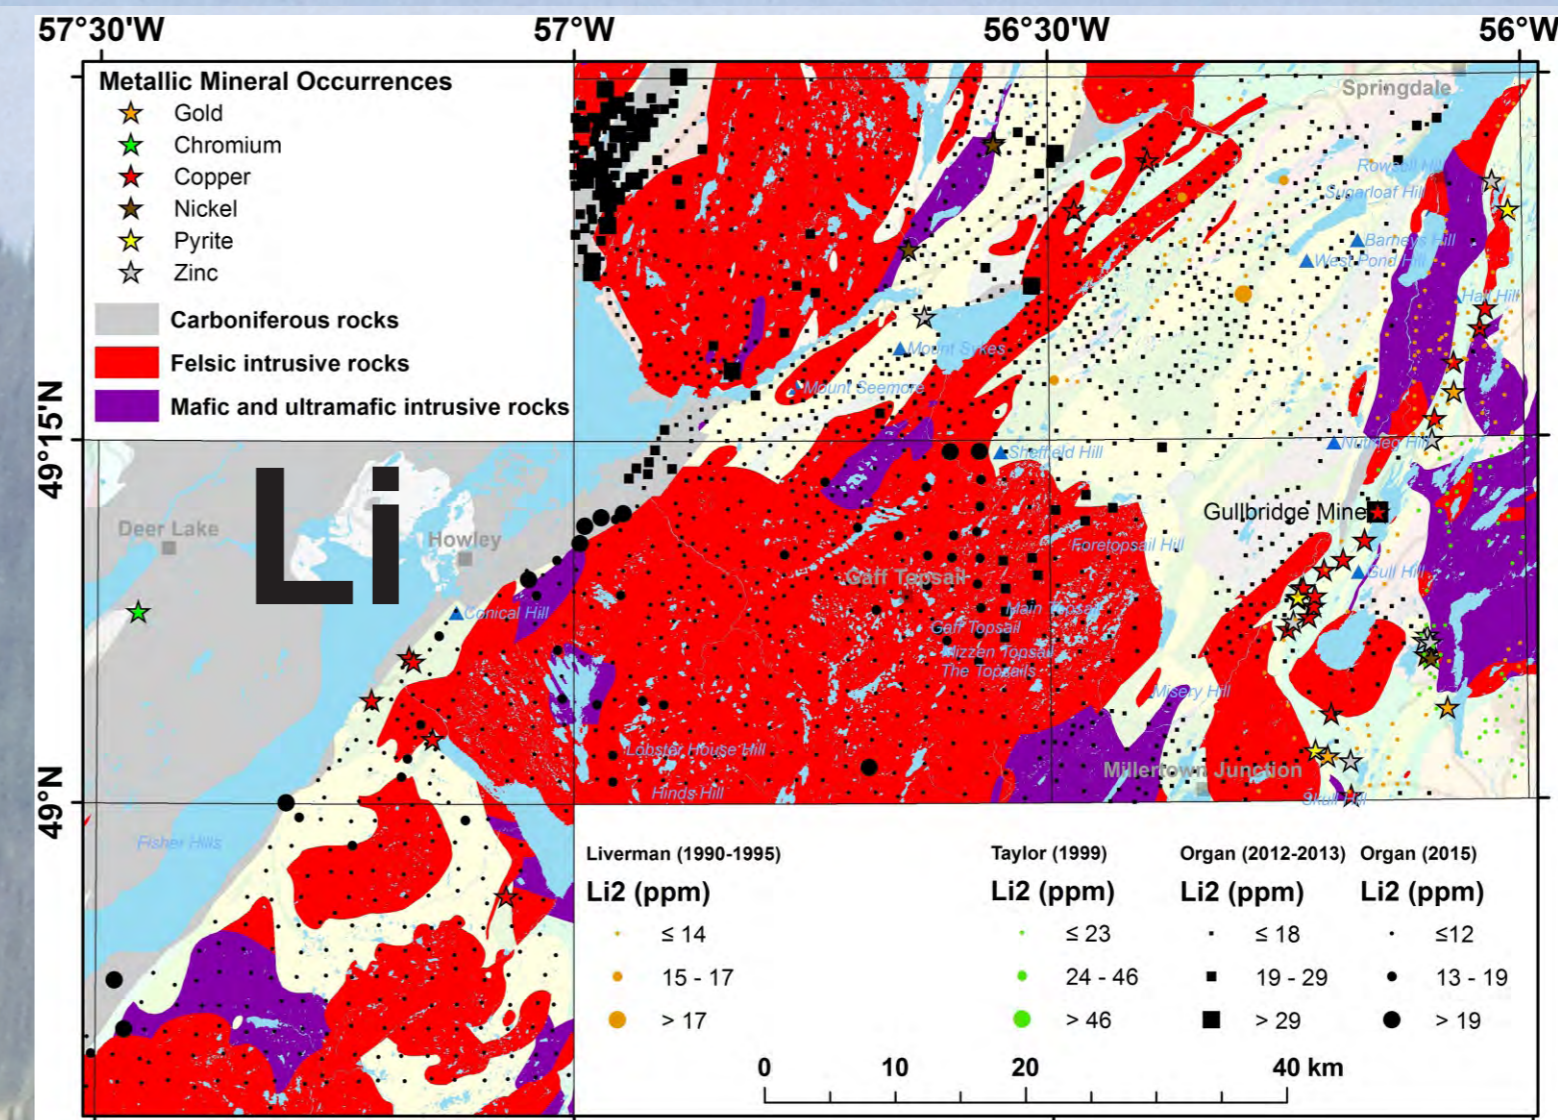 57°30'W 57°W 56°30'W 56°W
49°15'N
49°N
Metallic Mineral Occurrences
Gold
Chromium
Copper
Nickel
Pyrite
Zinc
Carboniferous rocks
Felsic intrusive rocks
Mafic and ultramafic intrusive rocks
Li
Springdale
Rowsell Hill
Sugarloaf Hill
Barneys Hill
West Pond Hill
Hall Hill
Mount Sykes
Mount Seemore
Nutmeg Hill
Sheffield Hill
Gullbridge Mine
Deer Lake
Howley
Foretopsail Hill
Gull Hill
Gaff Topsail
Conical Hill
Main Topsail
Gaff Topsail
Mizzen Topsail
The Topsails
Misery Hill
Lobster House Hill
Millertown Junction
Hinds Hill
Skull Hill
Fisher Hills
Liverman (1990-1995)
Li2 (ppm)
≤ 14
15 - 17
> 17
Taylor (1999)
Li2 (ppm)
≤ 23
24 - 46
> 46
Organ (2012-2013)
Li2 (ppm)
≤ 18
19 - 29
> 29
Organ (2015)
Li2 (ppm)
≤12
13 - 19
> 19
0 10 20 40 km